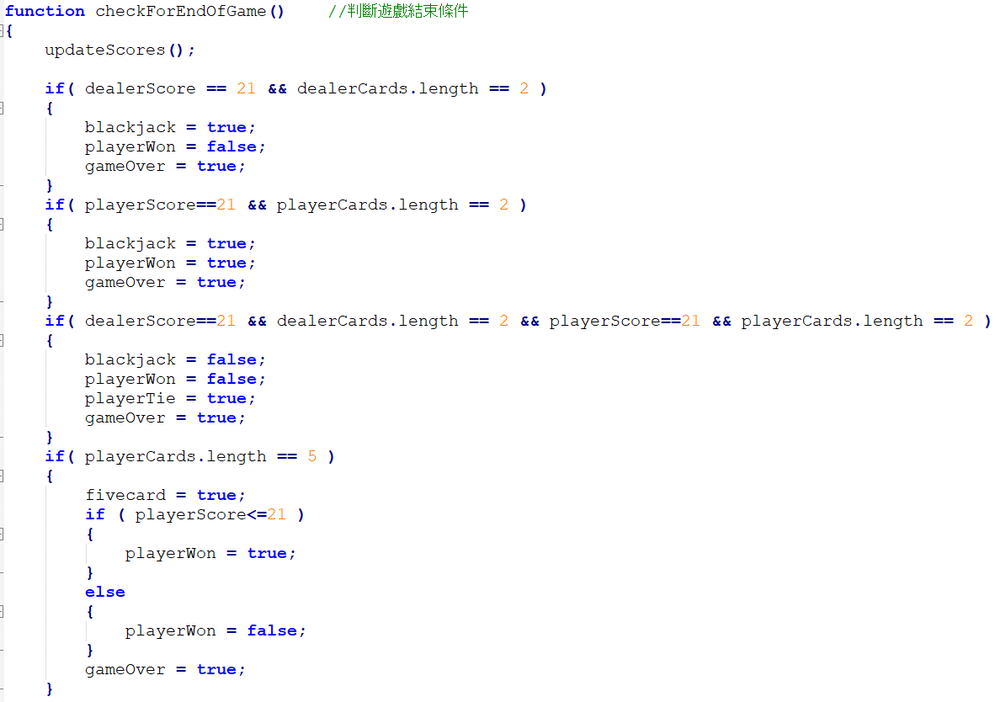 function checkForEndOfGame()    //判斷遊戲結束條件
{
    updateScores();

    if( dealerScore == 21 && dealerCards.length == 2 )
    {
        blackjack = true;
        playerWon = false;
        gameOver = true;
    }
    if( playerScore==21 && playerCards.length == 2 )
    {
        blackjack = true;
        playerWon = true;
        gameOver = true;
    }
    if( dealerScore==21 && dealerCards.length == 2 && playerScore==21 && playerCards.length == 2 )
    {
        blackjack = false;
        playerWon = false;
        playerTie = true;
        gameOver = true;
    }
    if( playerCards.length == 5 )
    {
        fivecard = true;
        if ( playerScore<=21 )
        {
            playerWon = true;
        }
        else
        {
            playerWon = false;
        }
        gameOver = true;
    }